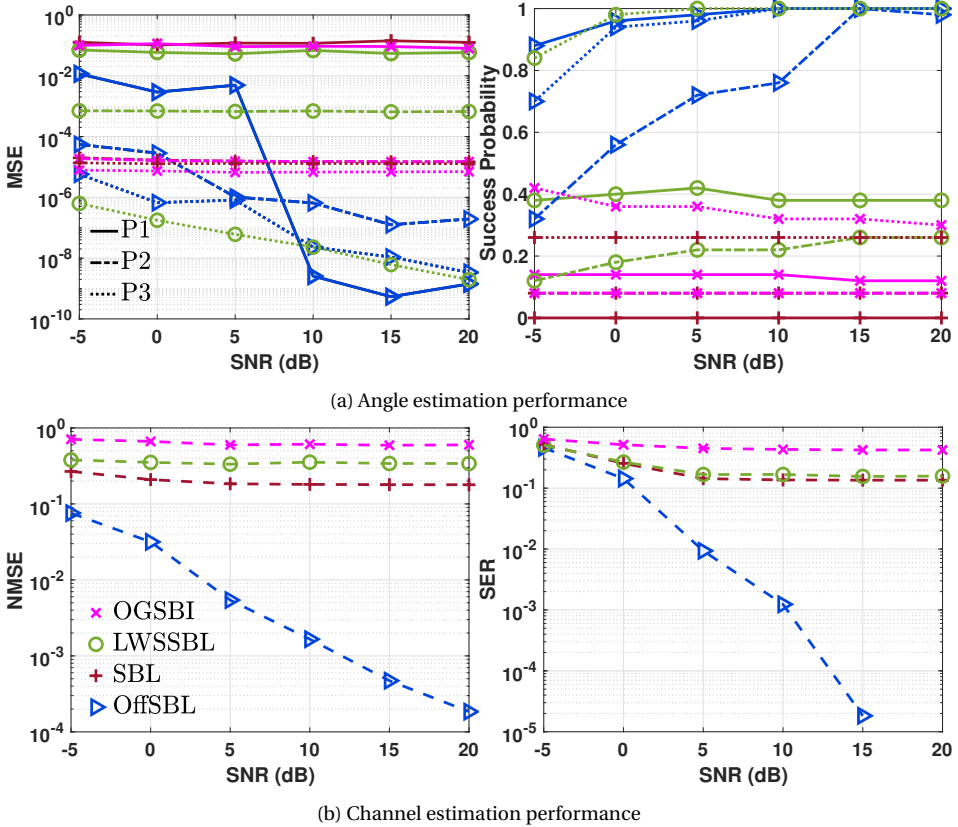 10^0
10^-2
10^-4
10^-6
10^-8
10^-10
MSE
P1
P2
P3
-5 0 5 10 15 20
SNR (dB)
1
0.8
0.6
0.4
0.2
0
Success Probability
-5 0 5 10 15 20
SNR (dB)
(a) Angle estimation performance
10^0
10^-1
10^-2
10^-3
10^-4
NMSE
OGSBI
LWSSBL
SBL
OffSBL
-5 0 5 10 15 20
SNR (dB)
10^0
10^-1
10^-2
10^-3
10^-4
10^-5
SER
-5 0 5 10 15 20
SNR (dB)
(b) Channel estimation performance